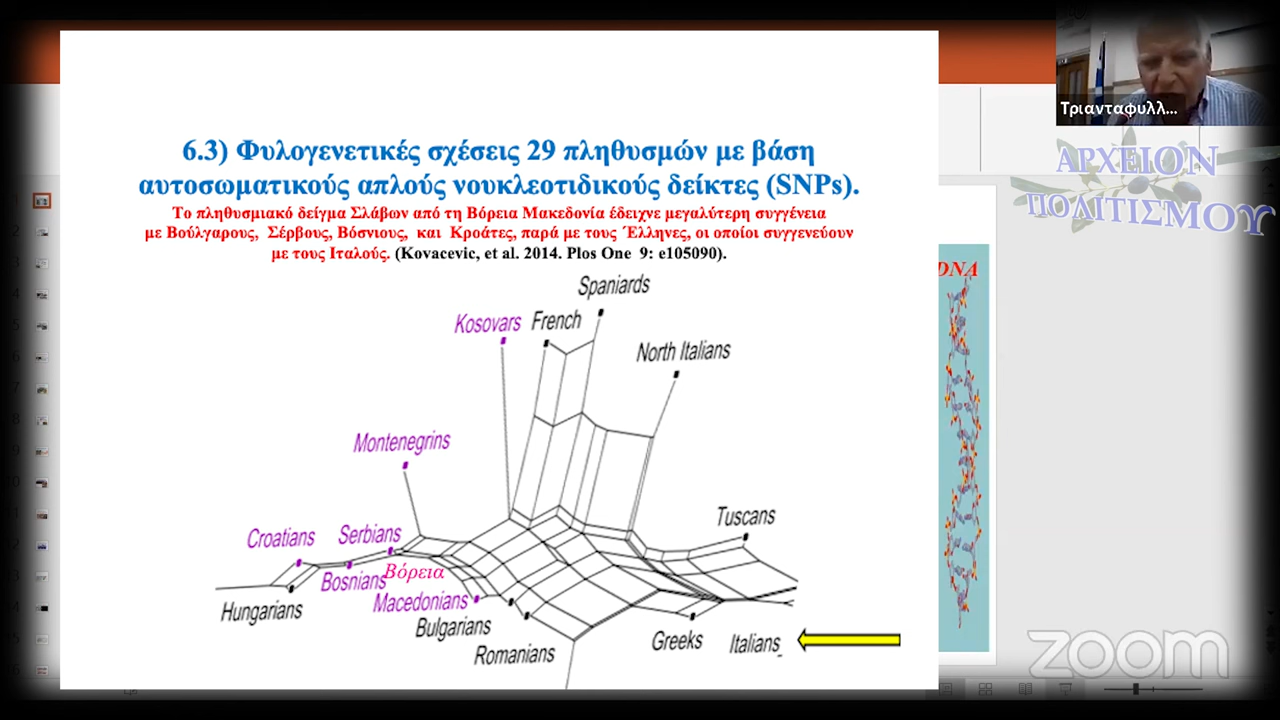 6.3) Φυλογενετικές σχέσεις 29 πληθυσμών με βάση
αυτοσωματικούς απλούς νουκλεοτιδικούς δείκτες (SNPs).
Το πληθυσμιακό δείγμα Σλάβων από τη Βόρεια Μακεδονία έδειχνε μεγαλύτερη συγγένεια
με Βούλγαρους, Σέρβους, Βόσνιους, και Κροάτες, παρά με τους Έλληνες, οι οποίοι συγγενεύουν
με τους Ιταλούς. (Kovacevic, et al. 2014. Plos One 9: e105090).
Spaniards
Kosovars
French
North Italians
Montenegrins
Tuscans
Croatians
Serbians
Bosnians
Βόρεια
Macedonians
Hungarians
Bulgarians
Romanians
Greeks
Italians
Τριανταφυλλ...
ΑΡΧΕΙΟΝ
ΠΟΛΙΤΙΣΜΟΥ
DNA
zoom